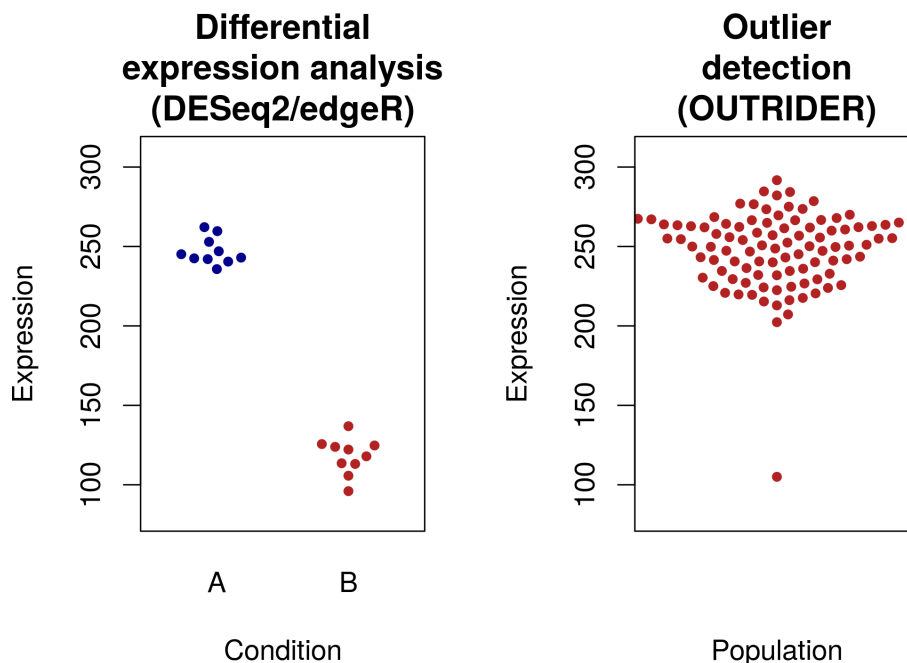 Differential
expression analysis
(DESeq2/edgeR)
300
250
200
150
100
Expression
A
B
Condition
Outlier
detection
(OUTRIDER)
300
250
200
150
100
Expression
Population